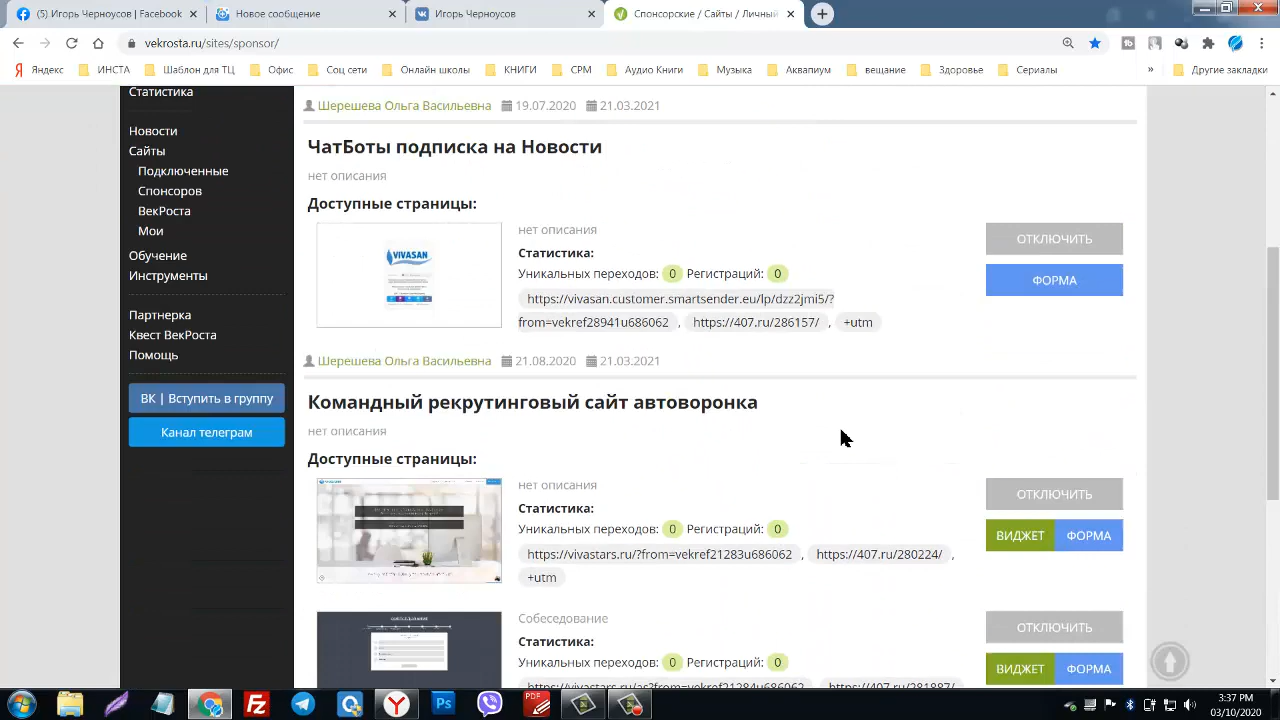 (5) Игорь Черноусов | Facebook
Новое сообщение
Игорь Черноусов
Спонсорские / Сайты / Личный
vekrosta.ru/sites/sponsor/
Яндекс
ИНСТА
Шаблон для ТЦ
Офис
Соц сети
Онлайн школы
КНИГИ
СРМ
Аудио Книги
Музыка
Аквапиум
вещание
Здоровье
Сериалы
»
Другие закладки
Статистика
Новости
Сайты
Подключенные
Спонсоров
ВекРоста
Мои
Обучение
Инструменты
Партнерка
Квест ВекРоста
Помощь
ВК | Вступить в группу
Канал телеграм
Шерешева Ольга Васильевна 19.07.2020 21.03.2021
ЧатБоты подписка на Новости
нет описания
Доступные страницы:
VIVASAN
нет описания
Статистика:
Уникальных переходов: 0 Регистраций: 0
https://vivasan.customer.smartsender.eu/lp/dzz2jmi5/?
from=vekref28941u686062 , https://407.ru/286157/ , +utm
ОТКЛЮЧИТЬ
ФОРМА
Шерешева Ольга Васильевна 21.08.2020 21.03.2021
Командный рекрутинговый сайт автоворонка
нет описания
Доступные страницы:
нет описания
Статистика:
Уникальных переходов: 0 Регистраций: 0
https://vivastars.ru/?from=vekref21283u686062 , https://407.ru/280224/ ,
+utm
ОТКЛЮЧИТЬ
ВИДЖЕТ ФОРМА
СОБЕСЕДОВАНИЕ
Собеседование
Статистика:
Уникальных переходов: 0 Регистраций: 0
ОТКЛЮЧИТЬ
ВИДЖЕТ ФОРМА
Ps
PDF
3:37 PM
03/10/2020